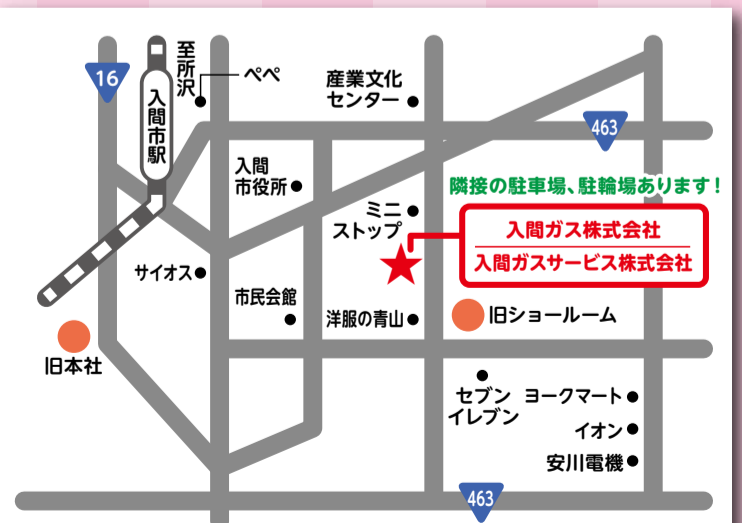 16
至所沢
ぺぺ
入間市駅
産業文化
センター
463
入間
市役所
隣接の駐車場、駐輪場あります！
ミニ
ストップ
入間ガス株式会社
入間ガスサービス株式会社
サイオス
市民会館
洋服の青山
旧ショールーム
旧本社
セブン
イレブン
ヨークマート
イオン
安川電機
463